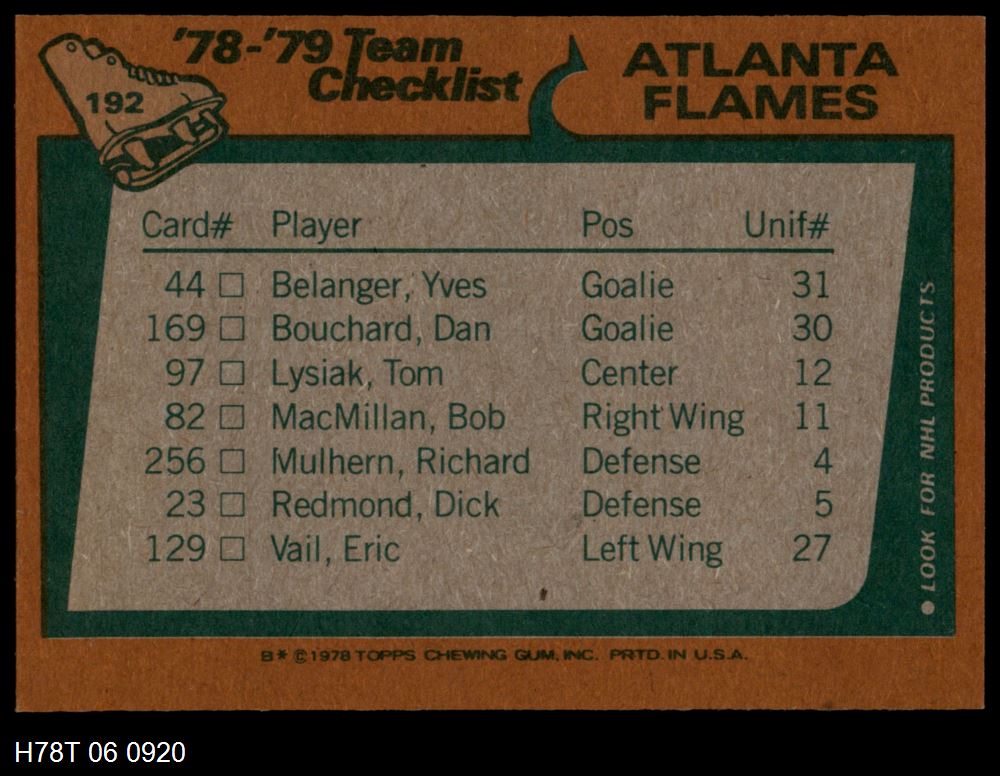 '78-'79 Team
Checklist
ATLANTA
FLAMES
192
Card# Player Pos Unif#
44 □ Belanger, Yves Goalie 31
169 □ Bouchard, Dan Goalie 30
97 □ Lysiak, Tom Center 12
82 □ MacMillan, Bob Right Wing 11
256 □ Mulhern, Richard Defense 4
23 □ Redmond, Dick Defense 5
129 □ Vail, Eric Left Wing 27
● LOOK FOR NHL PRODUCTS
B* ©1978 TOPPS CHEWING GUM, INC. PRTD. IN U.S.A.
H78T 06 0920